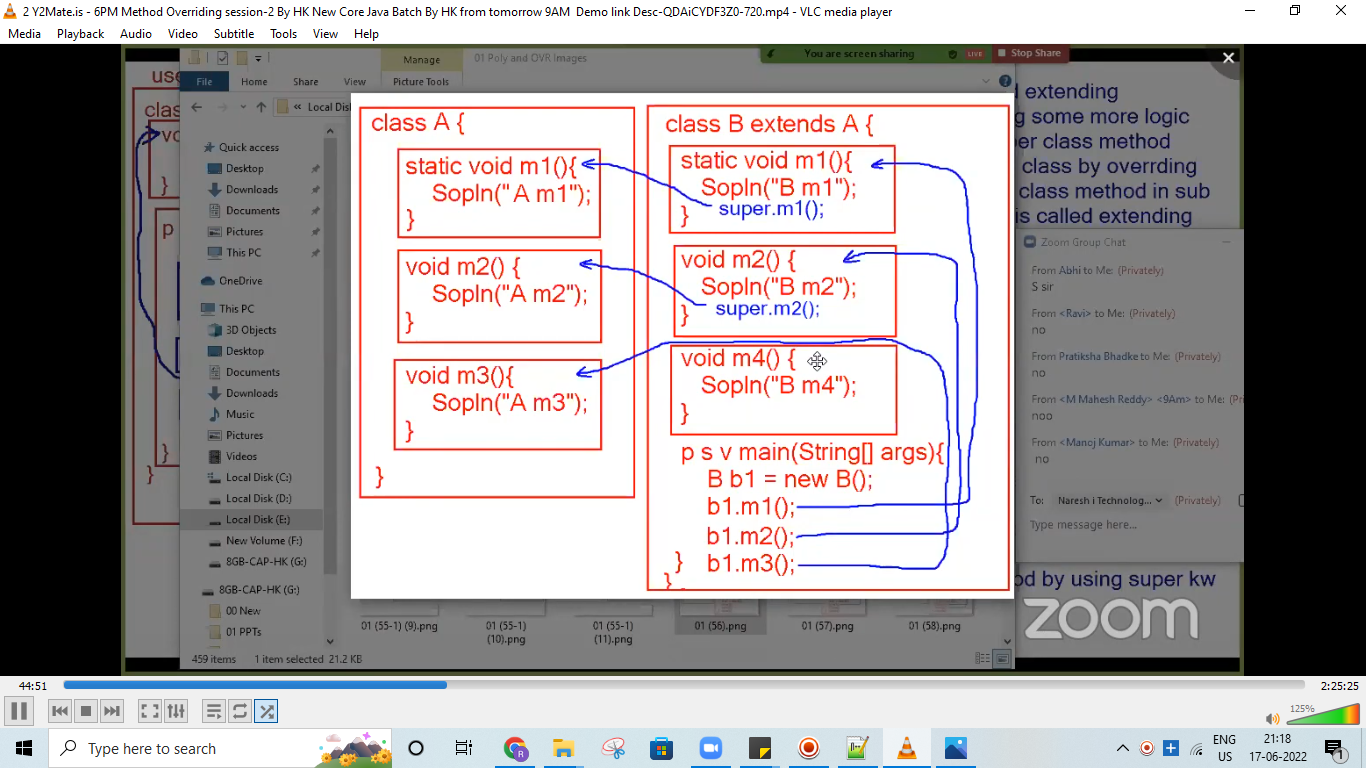 2 Y2Mate.is - 6PM Method Overriding session-2 By HK New Core Java Batch By HK from tomorrow 9AM  Demo link Desc-QDAiCYDF3Z0-720.mp4 - VLC media player
Media Playback Audio Video Subtitle Tools View Help
Manage
01 Poly and OVR Images
You are screen sharing
LIVE
Stop Share
File Home Share View Picture Tools
« Local Dis
Quick access
Desktop
Downloads
Documents
Pictures
This PC
OneDrive
This PC
3D Objects
Desktop
Documents
Downloads
Music
Pictures
Videos
Local Disk (C:)
Local Disk (D:)
Local Disk (E:)
New Volume (F:)
8GB-CAP-HK (G:)
8GB-CAP-HK (G:)
00 New
01 PPTs
459 items 1 item selected 21.2 KB
use
clas
vo
}
p
}
}
class A {
static void m1(){
Sopln("A m1");
}
void m2() {
Sopln("A m2");
}
void m3(){
Sopln("A m3");
}
}
class B extends A {
static void m1(){
Sopln("B m1");
super.m1();
}
void m2() {
Sopln("B m2");
super.m2();
}
void m4() {
Sopln("B m4");
}
p s v main(String[] args){
B b1 = new B();
b1.m1();
b1.m2();
} b1.m3();
}
01 (55-1) (9).png
01 (55-1) (10).png
01 (55-1) (11).png
01 (56).png
01 (57).png
01 (58).png
d extending
g some more logic
per class method
class by overrding
class method in sub
is called extending
Zoom Group Chat
From Abhi to Me: (Privately)
S sir
From <Ravi> to Me: (Privately)
no
From Pratiksha Bhadke to Me: (Privately)
no
From <M Mahesh Reddy> <9Am> to Me: (Pri
noo
From <Manoj Kumar> to Me: (Privately)
no
To: Naresh i Technolog... (Privately)
Type message here...
od by using super kw
zoom
44:51
2:25:25
125%
Type here to search
ENG
US
21:18
17-06-2022
1